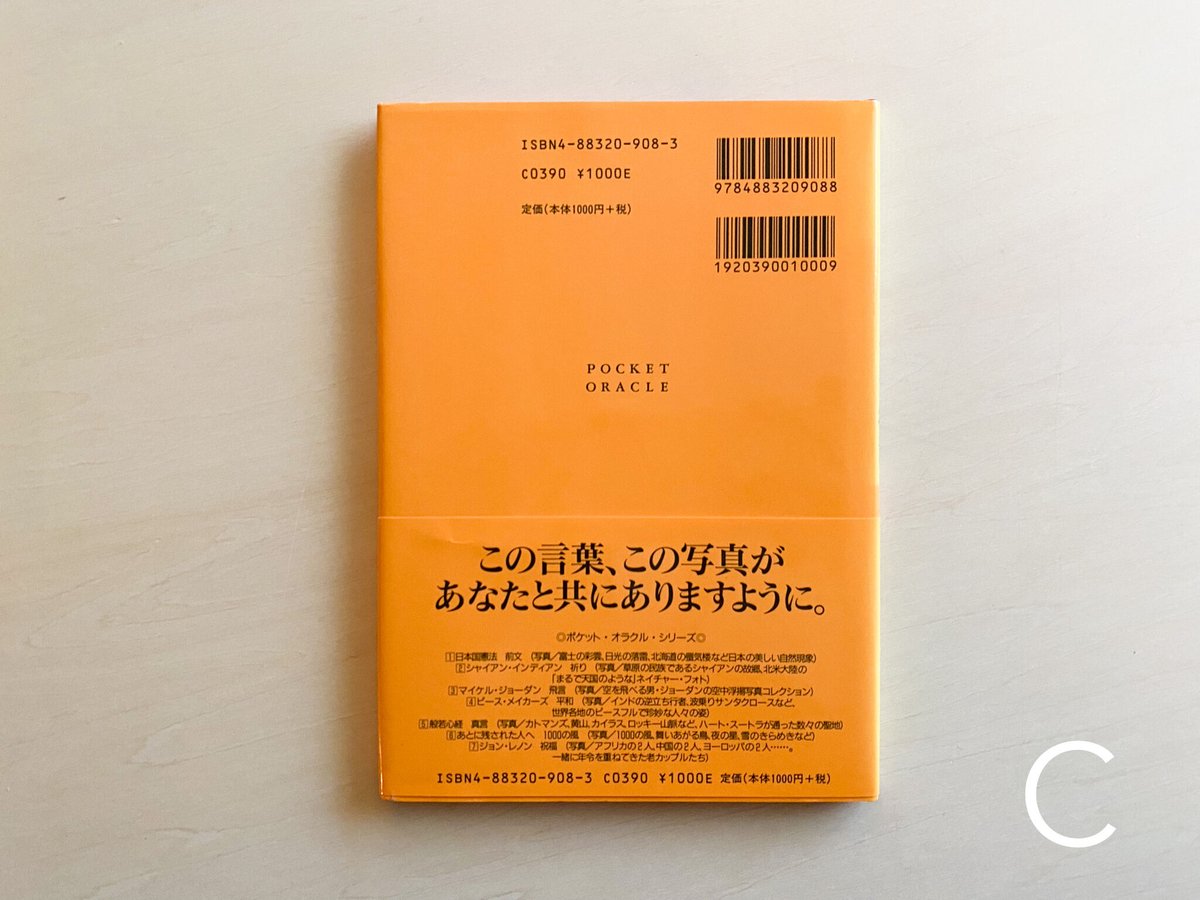 ISBN4-88320-908-3
C0390 ¥1000E
定価(本体1000円+税)
9784883209088
1920390010009
POCKET
ORACLE
この言葉、この写真が
あなたと共にありますように。
◎ポケット・オラクル・シリーズ◎
1日本国憲法 前文 (写真/富士の彩雲、日光の落雷、北海道の蜃気楼など日本の美しい自然現象)
2シャイアン・インディアン 祈り (写真/草原の民族であるシャイアンの故郷、北米大陸の
「まるで天国のような」ネイチャー・フォト)
3マイケル・ジョーダン 飛言 (写真/空を飛べる男・ジョーダンの空中浮揚写真コレクション)
4ピース・メイカーズ 平和 (写真/インドの逆立ち行者、波乗りサンタクロースなど、
世界各地のピースフルで珍妙な人々の姿)
5般若心経 真言 (写真/カトマンズ、黄山、カイラス、ロッキー山脈など、ハート・スートラが通った数々の聖地)
6あとに残された人へ 1000の風 (写真/1000の風、舞いあがる鳥、夜の星、雪のきらめきなど)
7ジョン・レノン 祝福 (写真/アフリカの2人、中国の2人、ヨーロッパの2人……。
一緒に年令を重ねてきた老カップルたち)
ISBN4-88320-908-3 C0390 ¥1000E 定価(本体1000円+税)
C